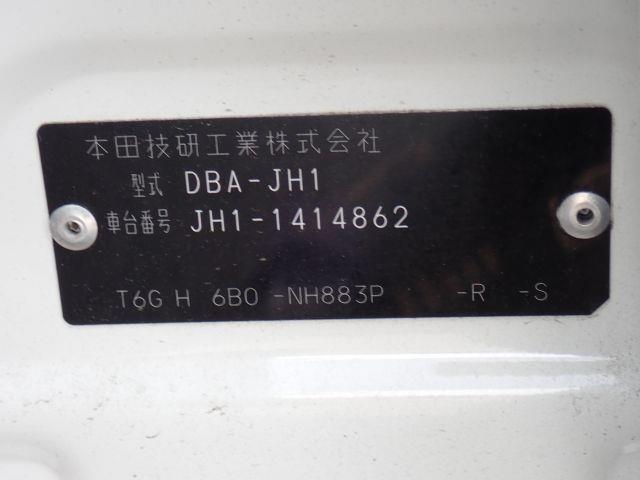 本田技研工業株式会社
型式 DBA-JH1
車台番号 JH1-1414862
T6G H 6B0 -NH883P -R -S